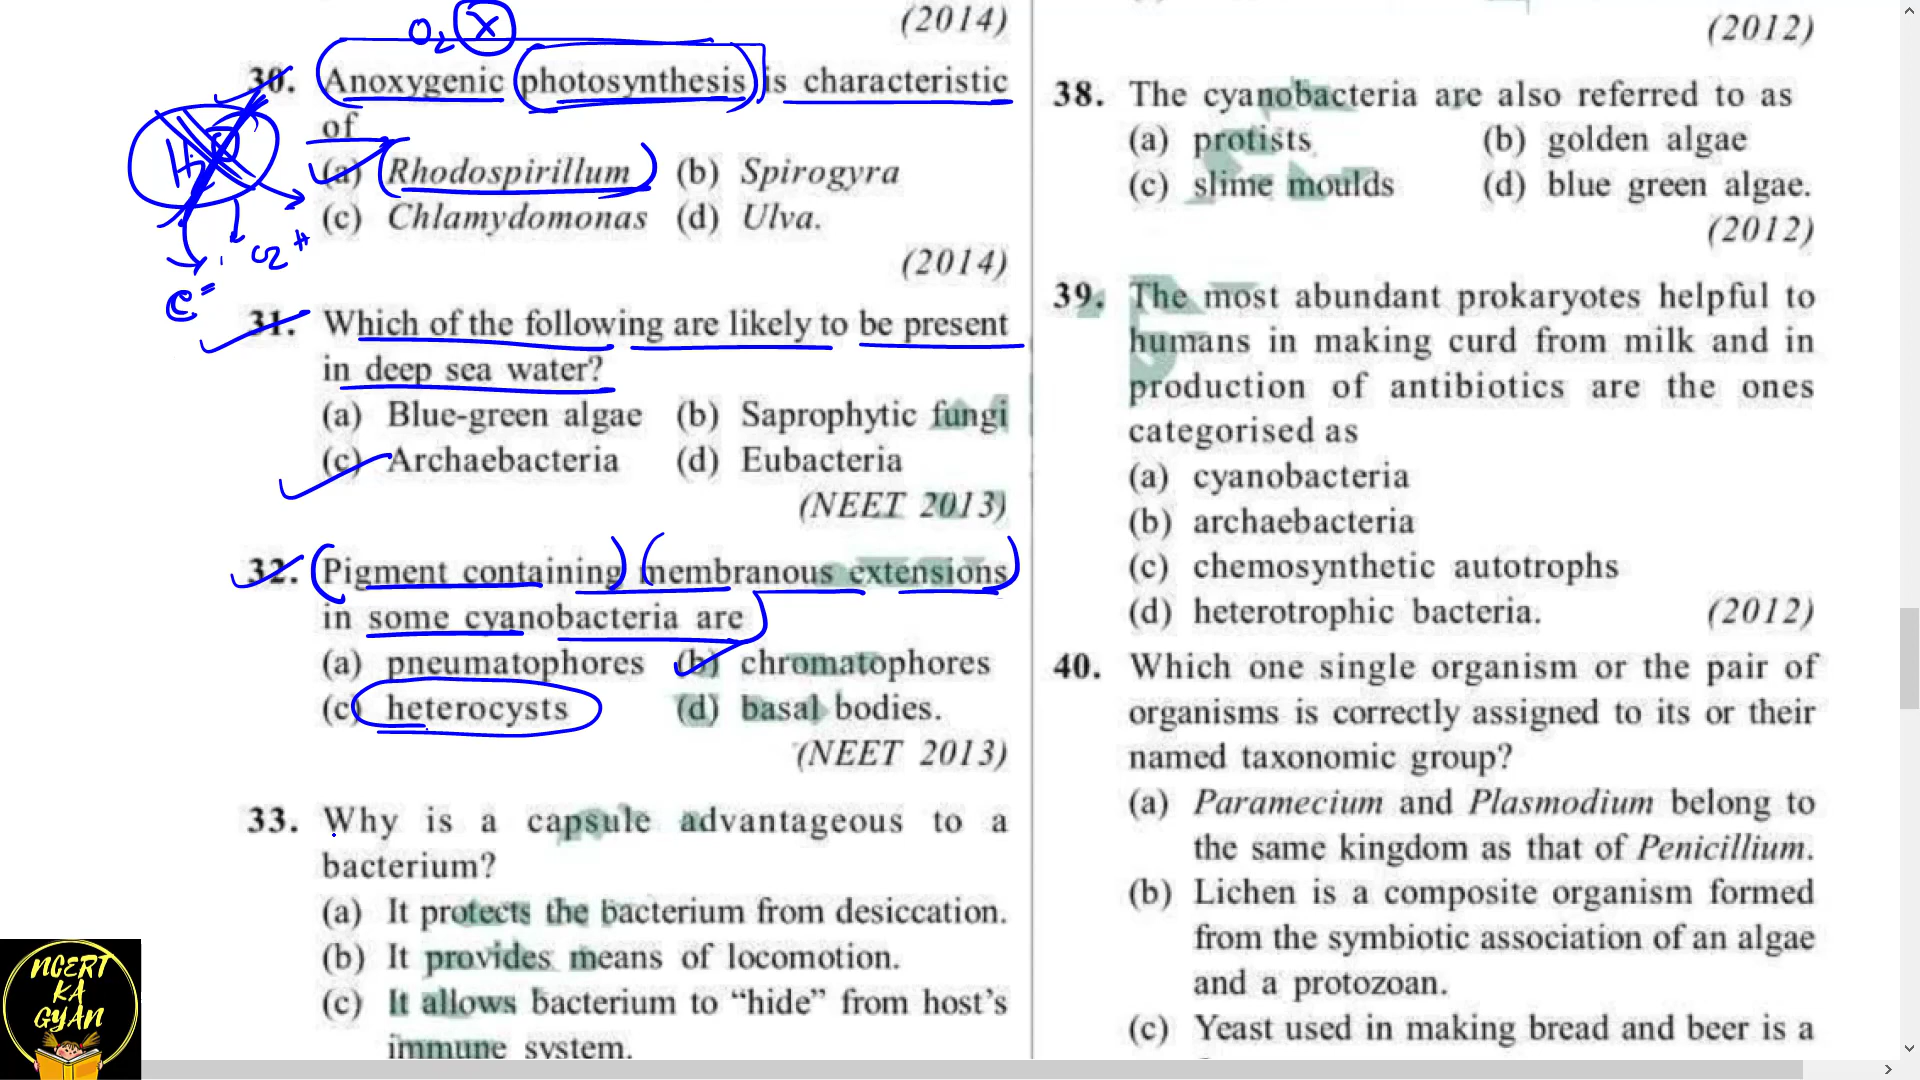 O2 X
(2014)
30. Anoxygenic photosynthesis is characteristic
of
(a) Rhodospirillum (b) Spirogyra
(c) Chlamydomonas (d) Ulva.
(2014)
31. Which of the following are likely to be present
in deep sea water?
(a) Blue-green algae (b) Saprophytic fungi
(c) Archaebacteria (d) Eubacteria
(NEET 2013)
32. Pigment containing membranous extensions
in some cyanobacteria are
(a) pneumatophores (b) chromatophores
(c) heterocysts (d) basal bodies.
(NEET 2013)
33. Why is a capsule advantageous to a
bacterium?
(a) It protects the bacterium from desiccation.
(b) It provides means of locomotion.
(c) It allows bacterium to “hide” from host’s
immune system.
NCERT
KA
GYAN
(2012)
38. The cyanobacteria are also referred to as
(a) protists (b) golden algae
(c) slime moulds (d) blue green algae.
(2012)
39. The most abundant prokaryotes helpful to
humans in making curd from milk and in
production of antibiotics are the ones
categorised as
(a) cyanobacteria
(b) archaebacteria
(c) chemosynthetic autotrophs
(d) heterotrophic bacteria. (2012)
40. Which one single organism or the pair of
organisms is correctly assigned to its or their
named taxonomic group?
(a) Paramecium and Plasmodium belong to
the same kingdom as that of Penicillium.
(b) Lichen is a composite organism formed
from the symbiotic association of an algae
and a protozoan.
(c) Yeast used in making bread and beer is a